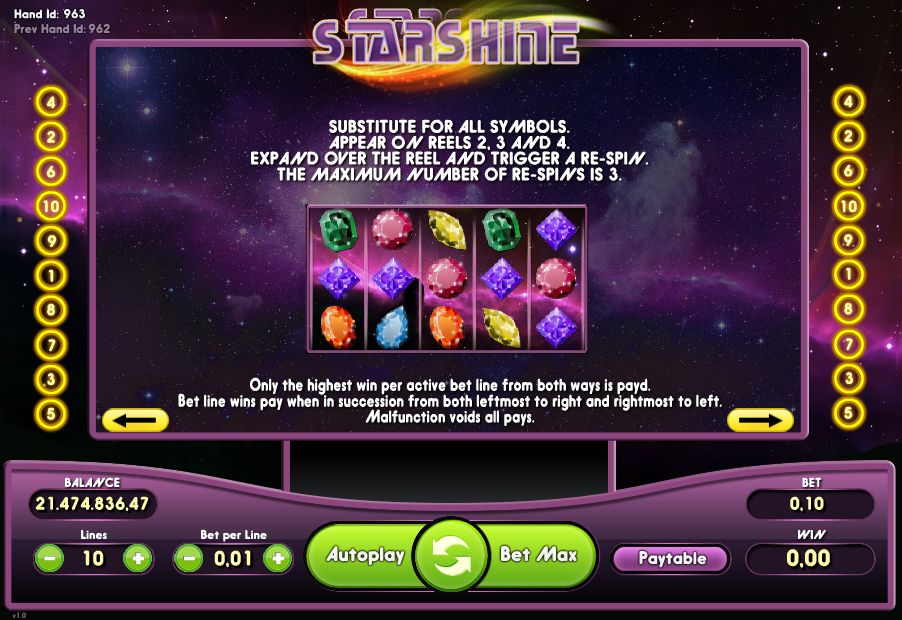 Hand Id: 963
Prev Hand Id: 962
STARSHINE
4
2
6
10
9
1
8
7
3
5
4
2
6
10
9
1
8
7
3
5
SUBSTITUTE FOR ALL SYMBOLS.
APPEAR ON REELS 2, 3 AND 4.
EXPAND OVER THE REEL AND TRIGGER A RE-SPIN.
THE MAXIMUM NUMBER OF RE-SPINS IS 3.
Only the highest win per active bet line from both ways is payd.
Bet line wins pay when in succession from both leftmost to right and rightmost to left.
Malfunction voids all pays.
BALANCE
21.474.836,47
BET
0,10
Lines
10
Bet per Line
0,01
Autoplay
Bet Max
Paytable
WIN
0,00
v1.0